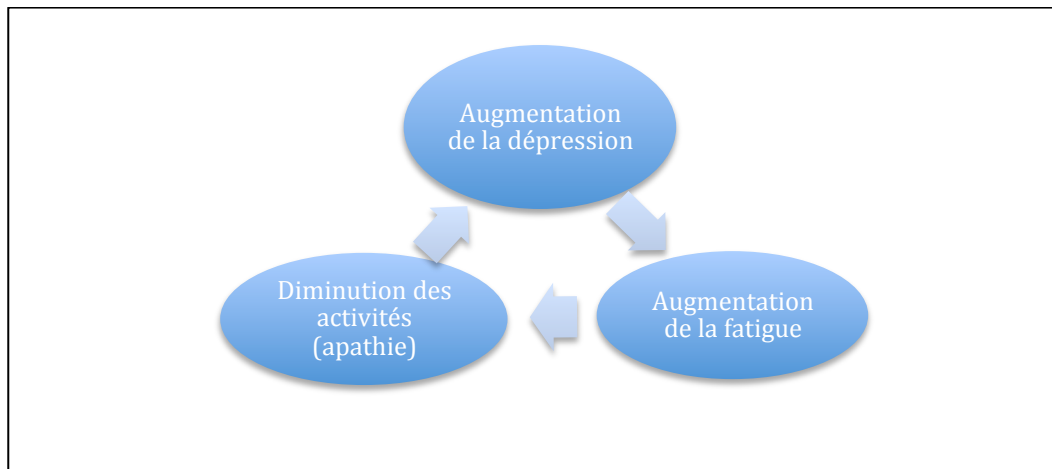 Augmentation
de la dépression
Augmentation
de la fatigue
Diminution des
activités
(apathie)